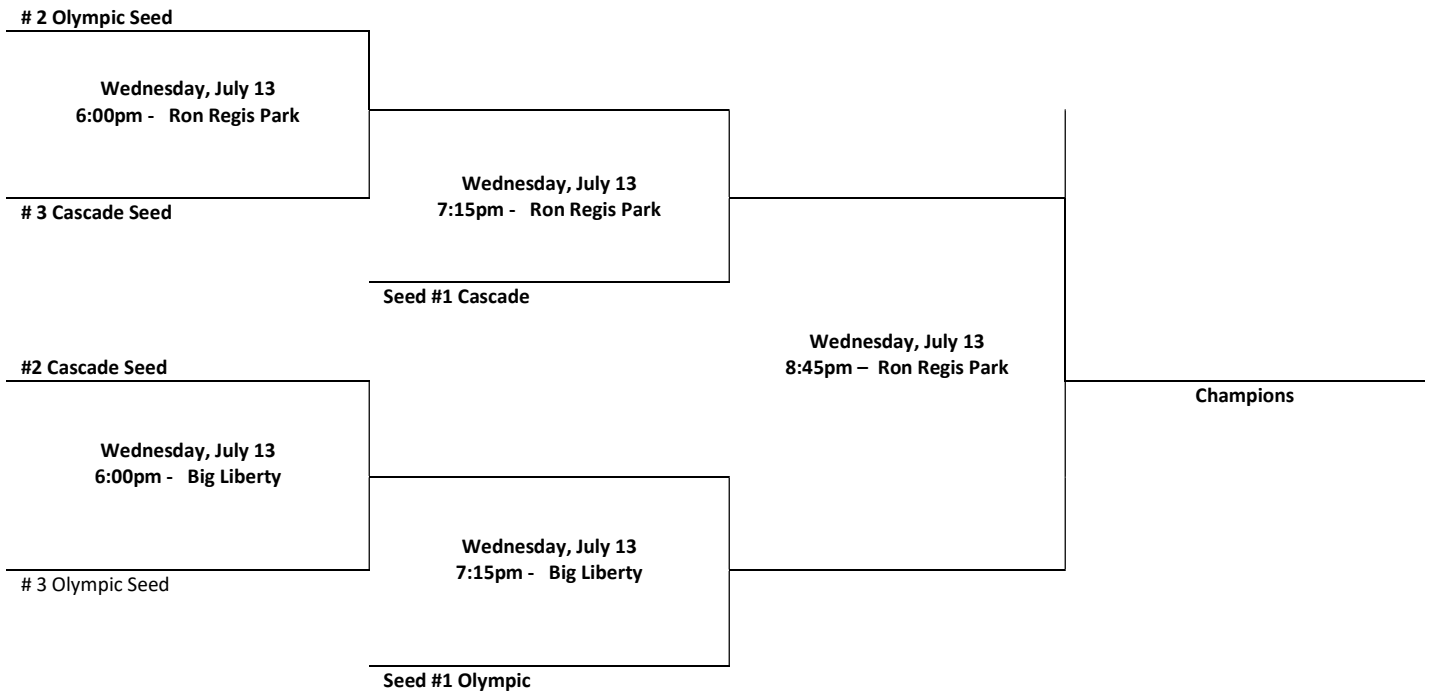 # 2 Olympic Seed
Wednesday, July 13
6:00pm - Ron Regis Park
# 3 Cascade Seed
Wednesday, July 13
7:15pm - Ron Regis Park
Seed #1 Cascade
Wednesday, July 13
8:45pm – Ron Regis Park
Champions
#2 Cascade Seed
Wednesday, July 13
6:00pm - Big Liberty
# 3 Olympic Seed
Wednesday, July 13
7:15pm - Big Liberty
Seed #1 Olympic